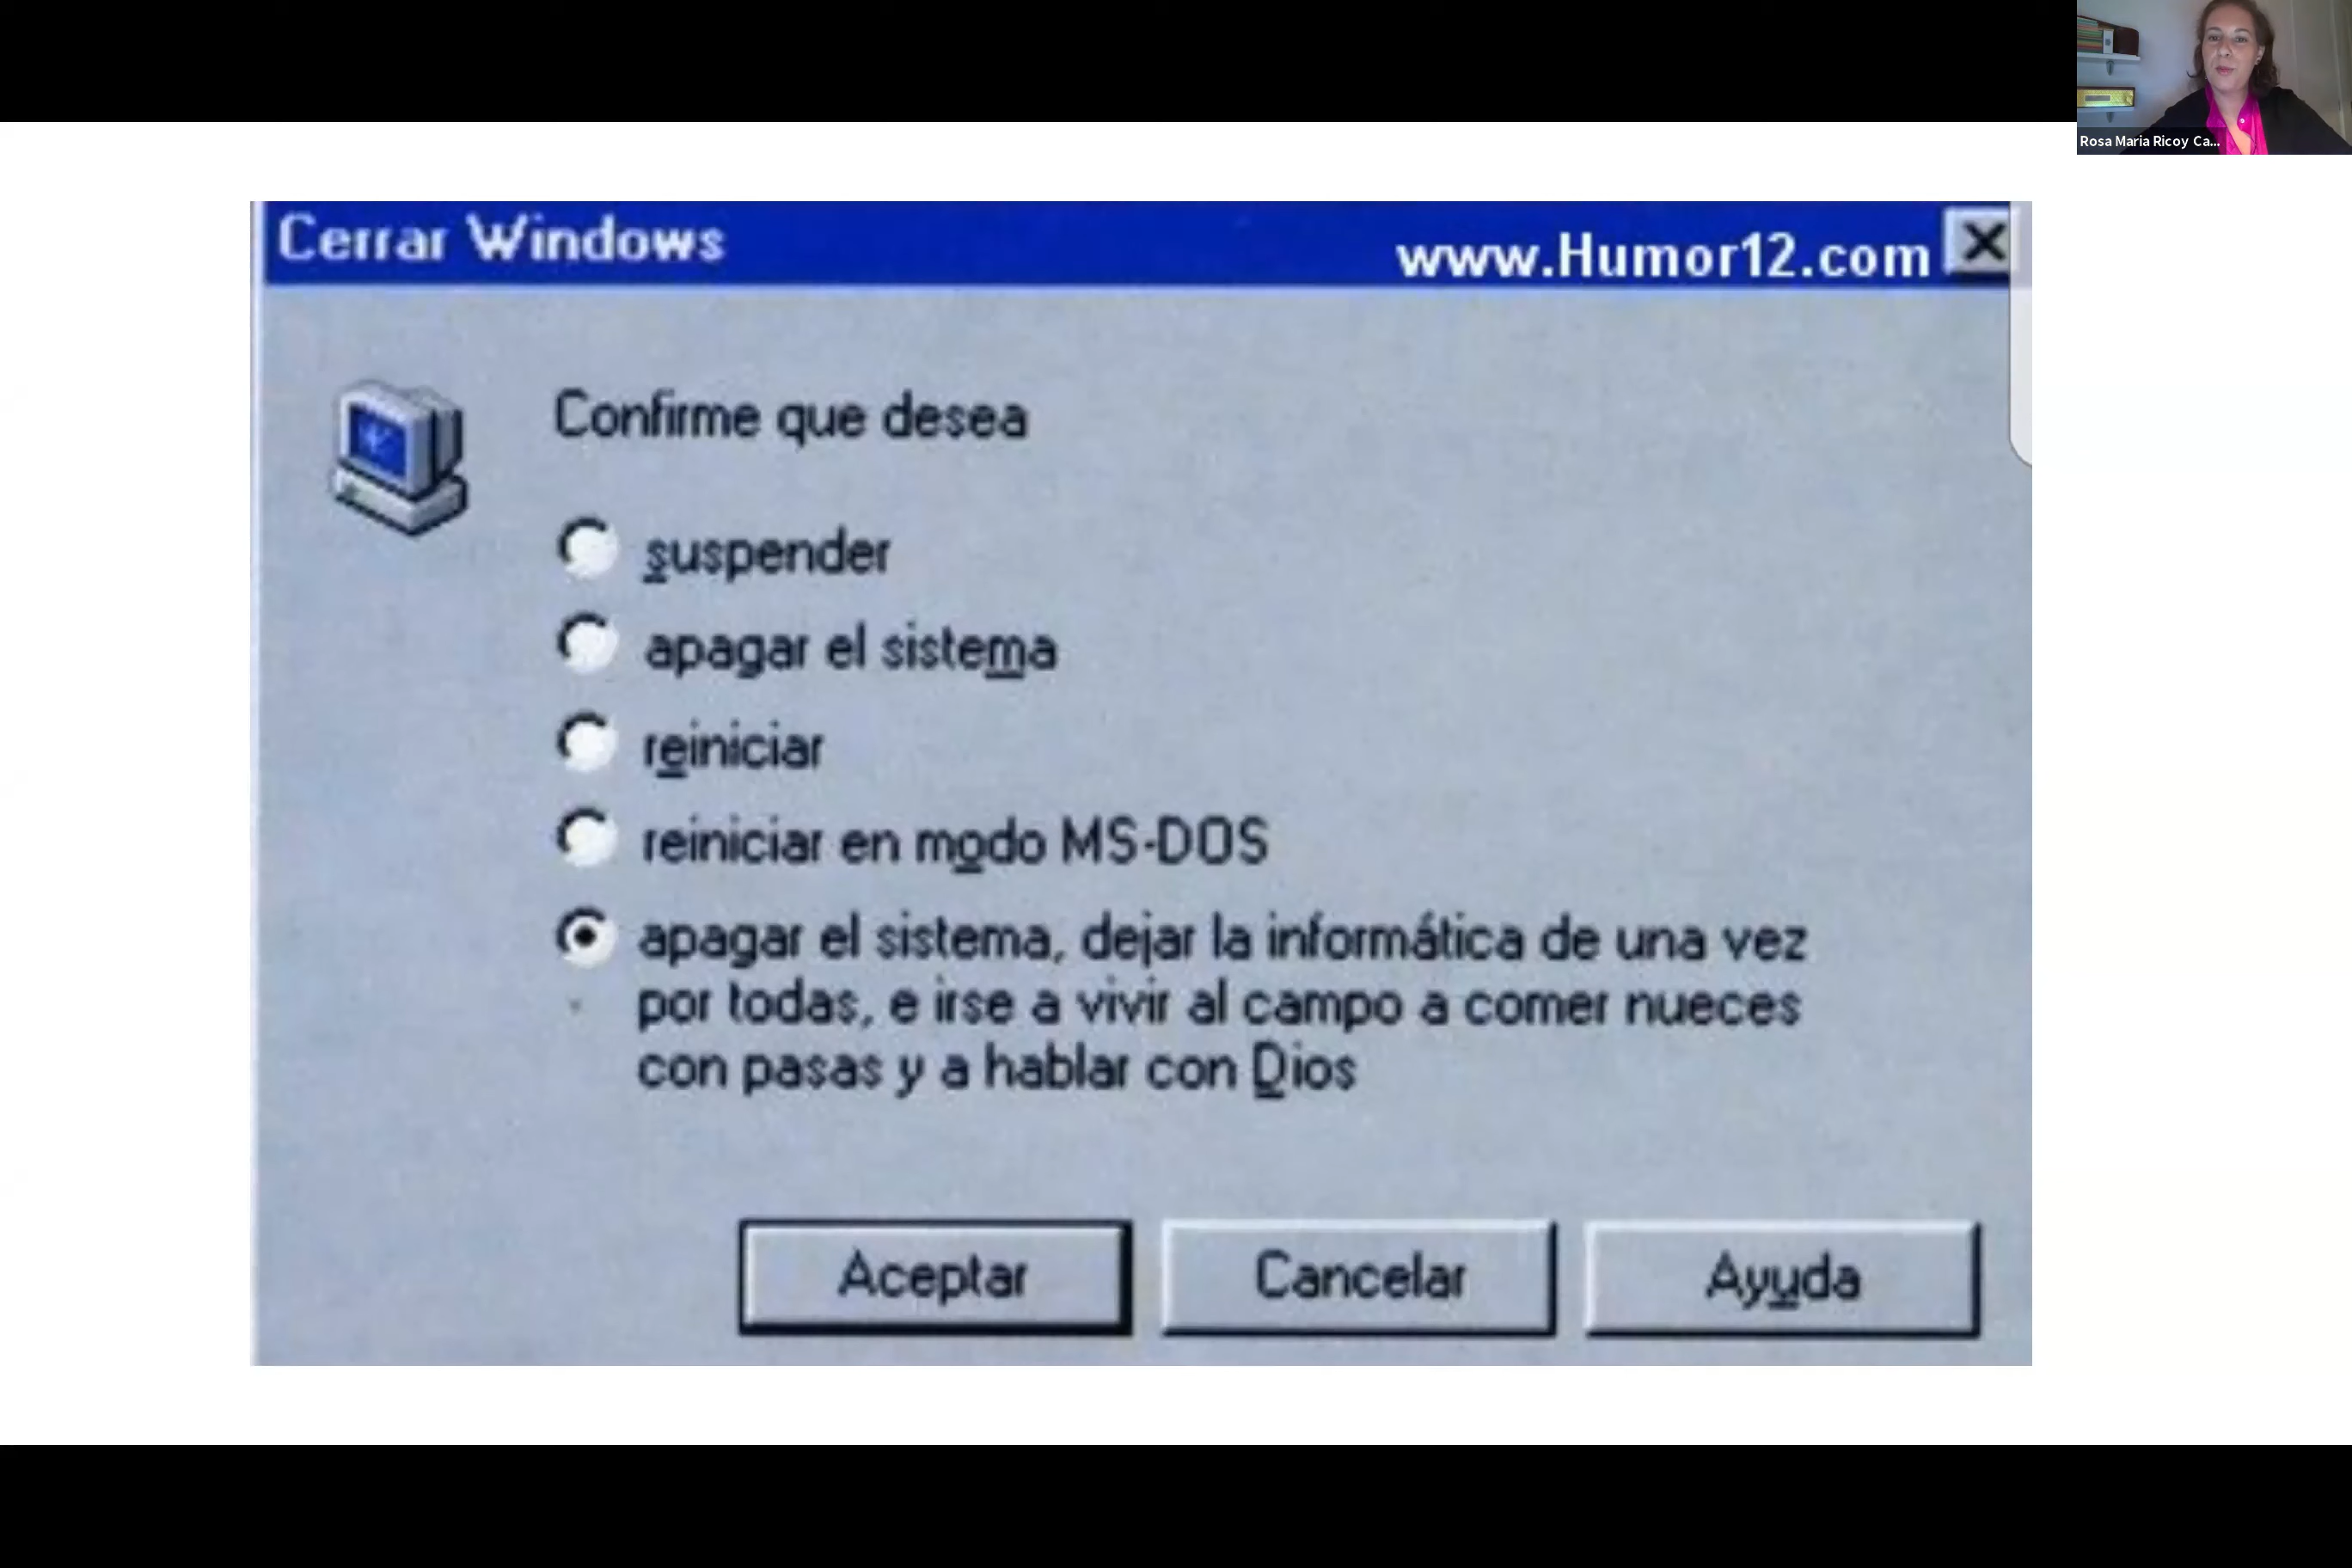 Rosa Maria Ricoy Ca...
Cerrar Windows
www.Humor12.com
Confirme que desea
suspender
apagar el sistema
reiniciar
reiniciar en modo MS-DOS
apagar el sistema, dejar la informática de una vez
por todas, e irse a vivir al campo a comer nueces
con pasas y a hablar con Dios
Aceptar
Cancelar
Ayuda